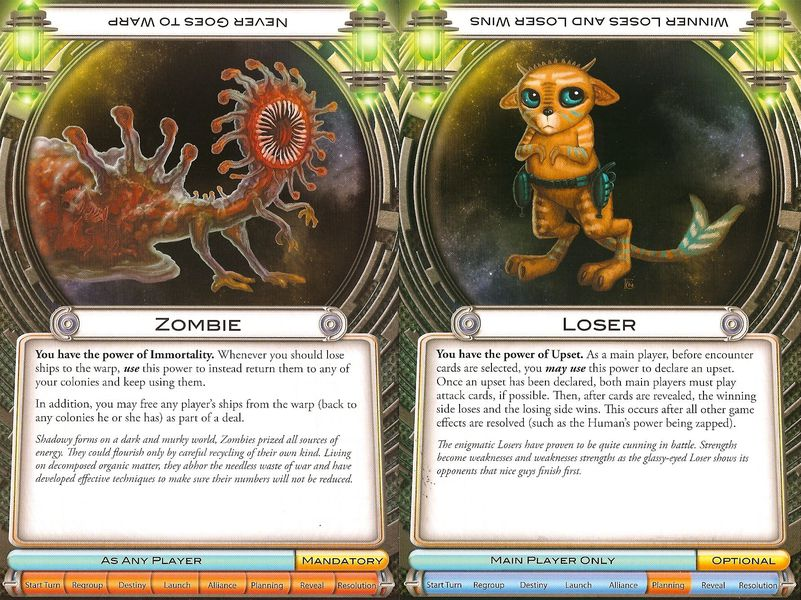 NEVER GOES TO WARP
ZOMBIE
You have the power of Immortality. Whenever you should lose
ships to the warp, use this power to instead return them to any of
your colonies and keep using them.
In addition, you may free any player's ships from the warp (back to
any colonies he or she has) as part of a deal.
Shadowy forms on a dark and murky world, Zombies prized all sources of
energy. They could flourish only by careful recycling of their own kind. Living
on decomposed organic matter, they abhor the needless waste of war and have
developed effective techniques to make sure their numbers will not be reduced.
AS ANY PLAYER MANDATORY
Start Turn Regroup Destiny Launch Alliance Planning Reveal Resolution
WINNER LOSES AND LOSER WINS
LOSER
You have the power of Upset. As a main player, before encounter
cards are selected, you may use this power to declare an upset.
Once an upset has been declared, both main players must play
attack cards, if possible. Then, after cards are revealed, the winning
side loses and the losing side wins. This occurs after all other game
effects are resolved (such as the Human's power being zapped).
The enigmatic Losers have proven to be quite cunning in battle. Strengths
become weaknesses and weaknesses strengths as the glassy-eyed Loser shows its
opponents that nice guys finish first.
MAIN PLAYER ONLY OPTIONAL
Start Turn Regroup Destiny Launch Alliance Planning Reveal Resolution